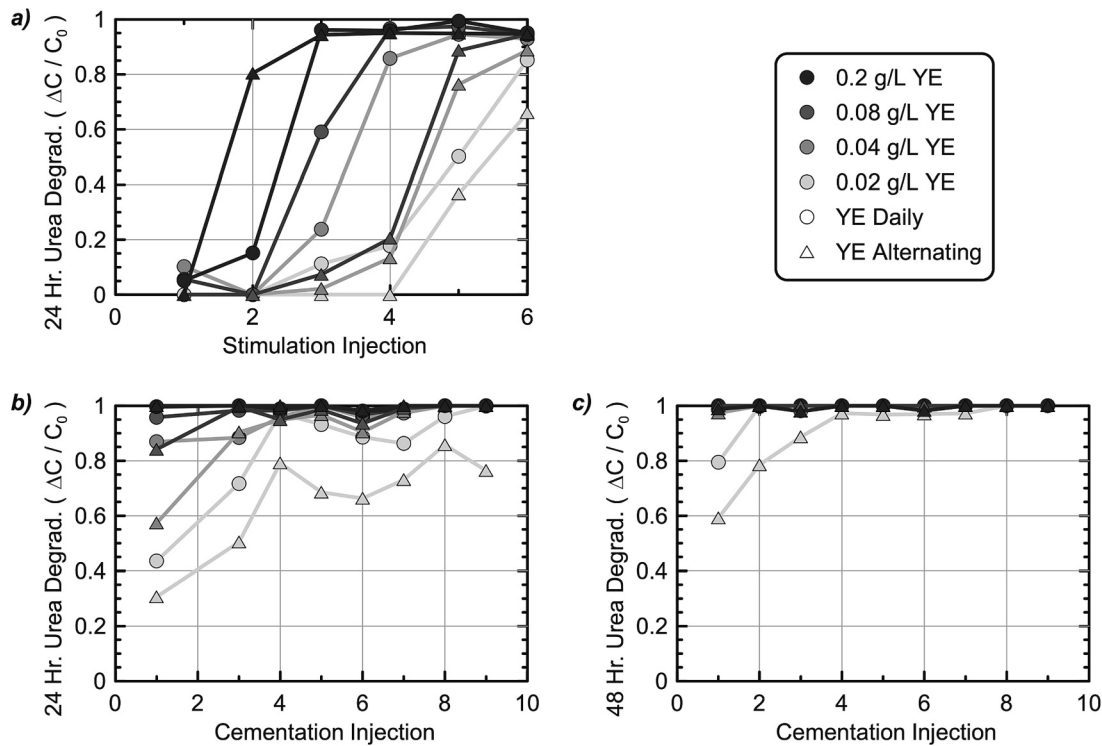 a)
24 Hr. Urea Degrad. ( ΔC / C₀ )
1
0.8
0.6
0.4
0.2
0
0 2 4 6
Stimulation Injection
0.2 g/L YE
0.08 g/L YE
0.04 g/L YE
0.02 g/L YE
YE Daily
YE Alternating
b)
24 Hr. Urea Degrad. ( ΔC / C₀ )
1
0.8
0.6
0.4
0.2
0
0 2 4 6 8 10
Cementation Injection
c)
48 Hr. Urea Degrad. ( ΔC / C₀ )
1
0.8
0.6
0.4
0.2
0
0 2 4 6 8 10
Cementation Injection